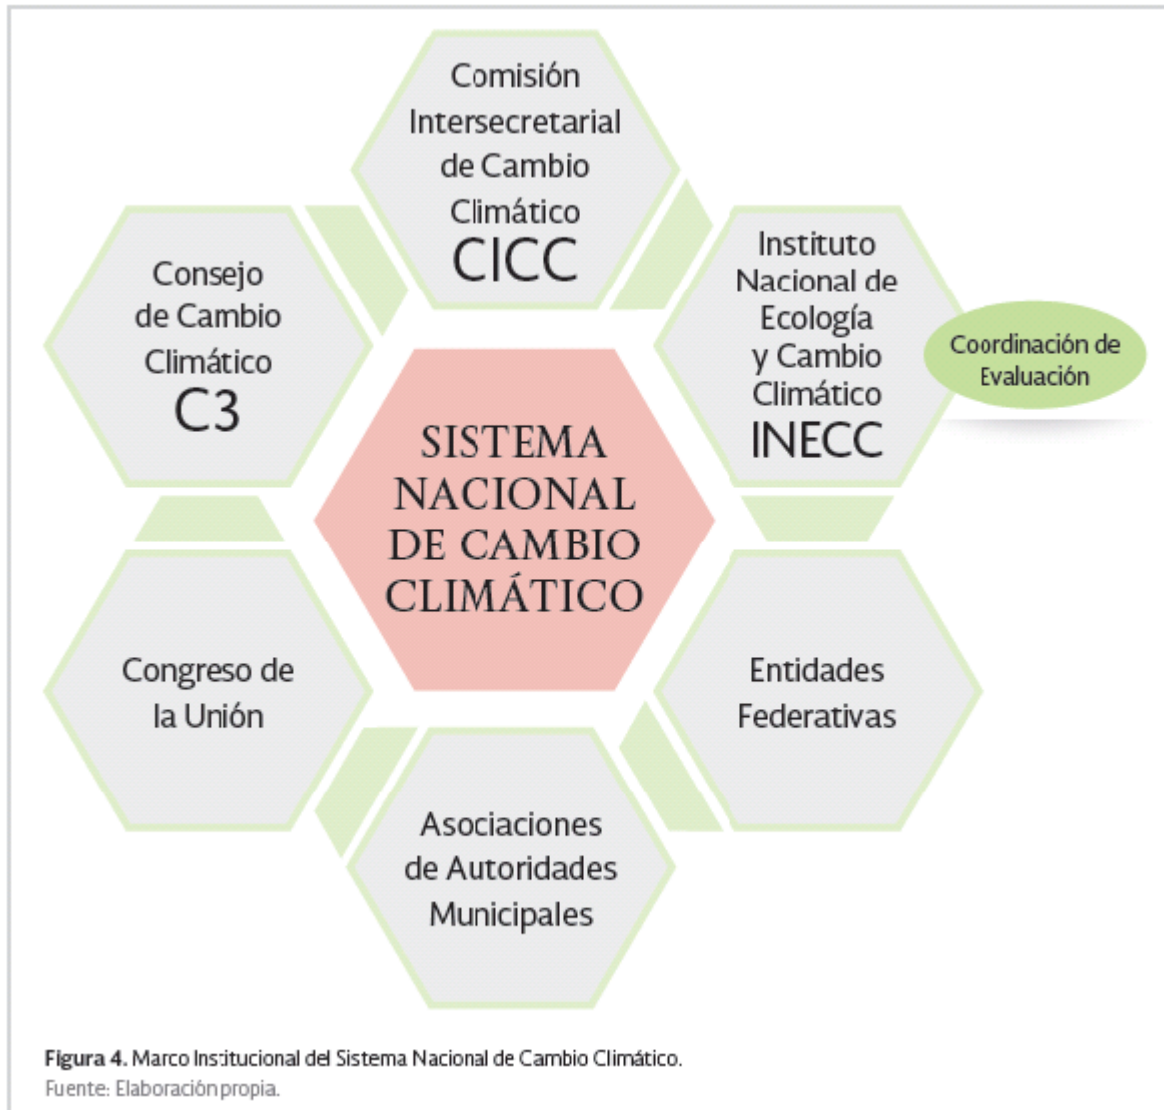 Comisión
Intersecretarial
de Cambio
Climático
CICC
Instituto
Nacional de
Ecología
y Cambio
Climático
INECC
Coordinación de
Evaluación
Consejo
de Cambio
Climático
C3
SISTEMA
NACIONAL
DE CAMBIO
CLIMÁTICO
Congreso de
la Unión
Entidades
Federativas
Asociaciones
de Autoridades
Municipales
Figura 4. Marco Institucional del Sistema Nacional de Cambio Climático.
Fuente: Elaboración propia.